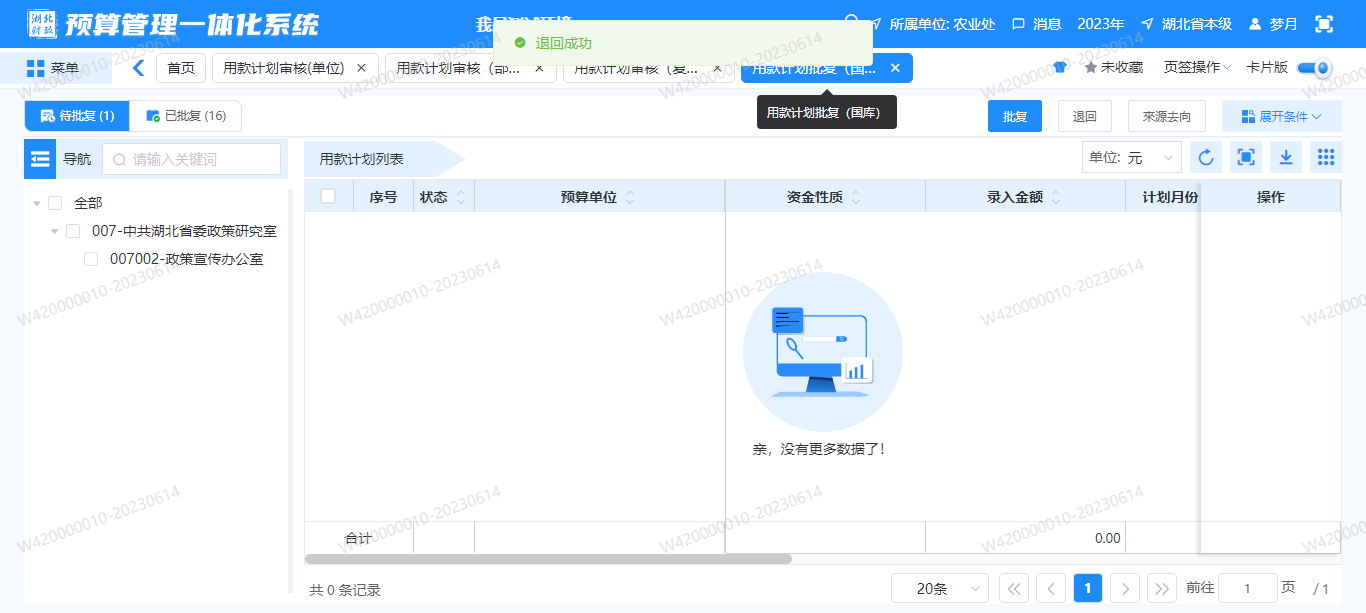 湖北财政 预算管理一体化系统
所属单位: 农业处 消息 2023年 湖北省本级 梦月
退回成功
菜单 首页 用款计划审核(单位) 用款计划审核（部... 用款计划审核（爱... 用款计划批复（国... 未收藏 页签操作 卡片版
用款计划批复（国库）
待批复 (1) 已批复 (16) 批复 退回 来源去向 展开条件
导航 请输入关键词 用款计划列表 单位: 元
序号 状态 预算单位 资金性质 录入金额 计划月份 操作
全部
007-中共湖北省委政策研究室
007002-政策宣传办公室
亲，没有更多数据了!
合计 0.00
共 0 条记录 20条 1 前往 1 页 / 1
W420000010-20230614